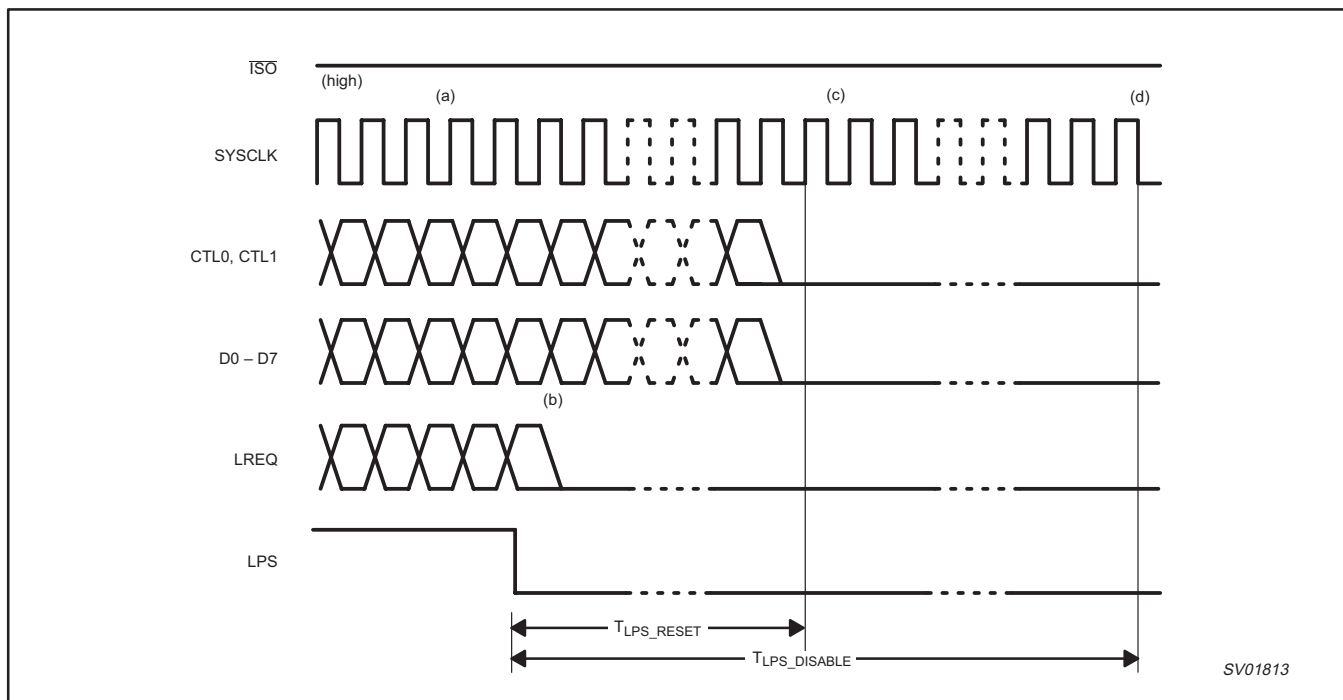 ISO
(high)
(a)
(c)
(d)
SYSCLK
CTL0, CTL1
D0 – D7
(b)
LREQ
LPS
TLPS_RESET
TLPS_DISABLE
SV01813